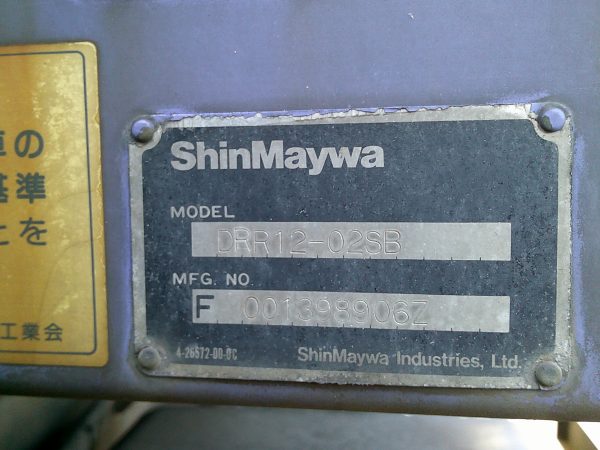 車の
基準
とを
工業会
ShinMaywa
MODEL
DRR12-02SB
MFG. NO.
F 001398906Z
4-26672-00-0C
ShinMaywa Industries, Ltd.